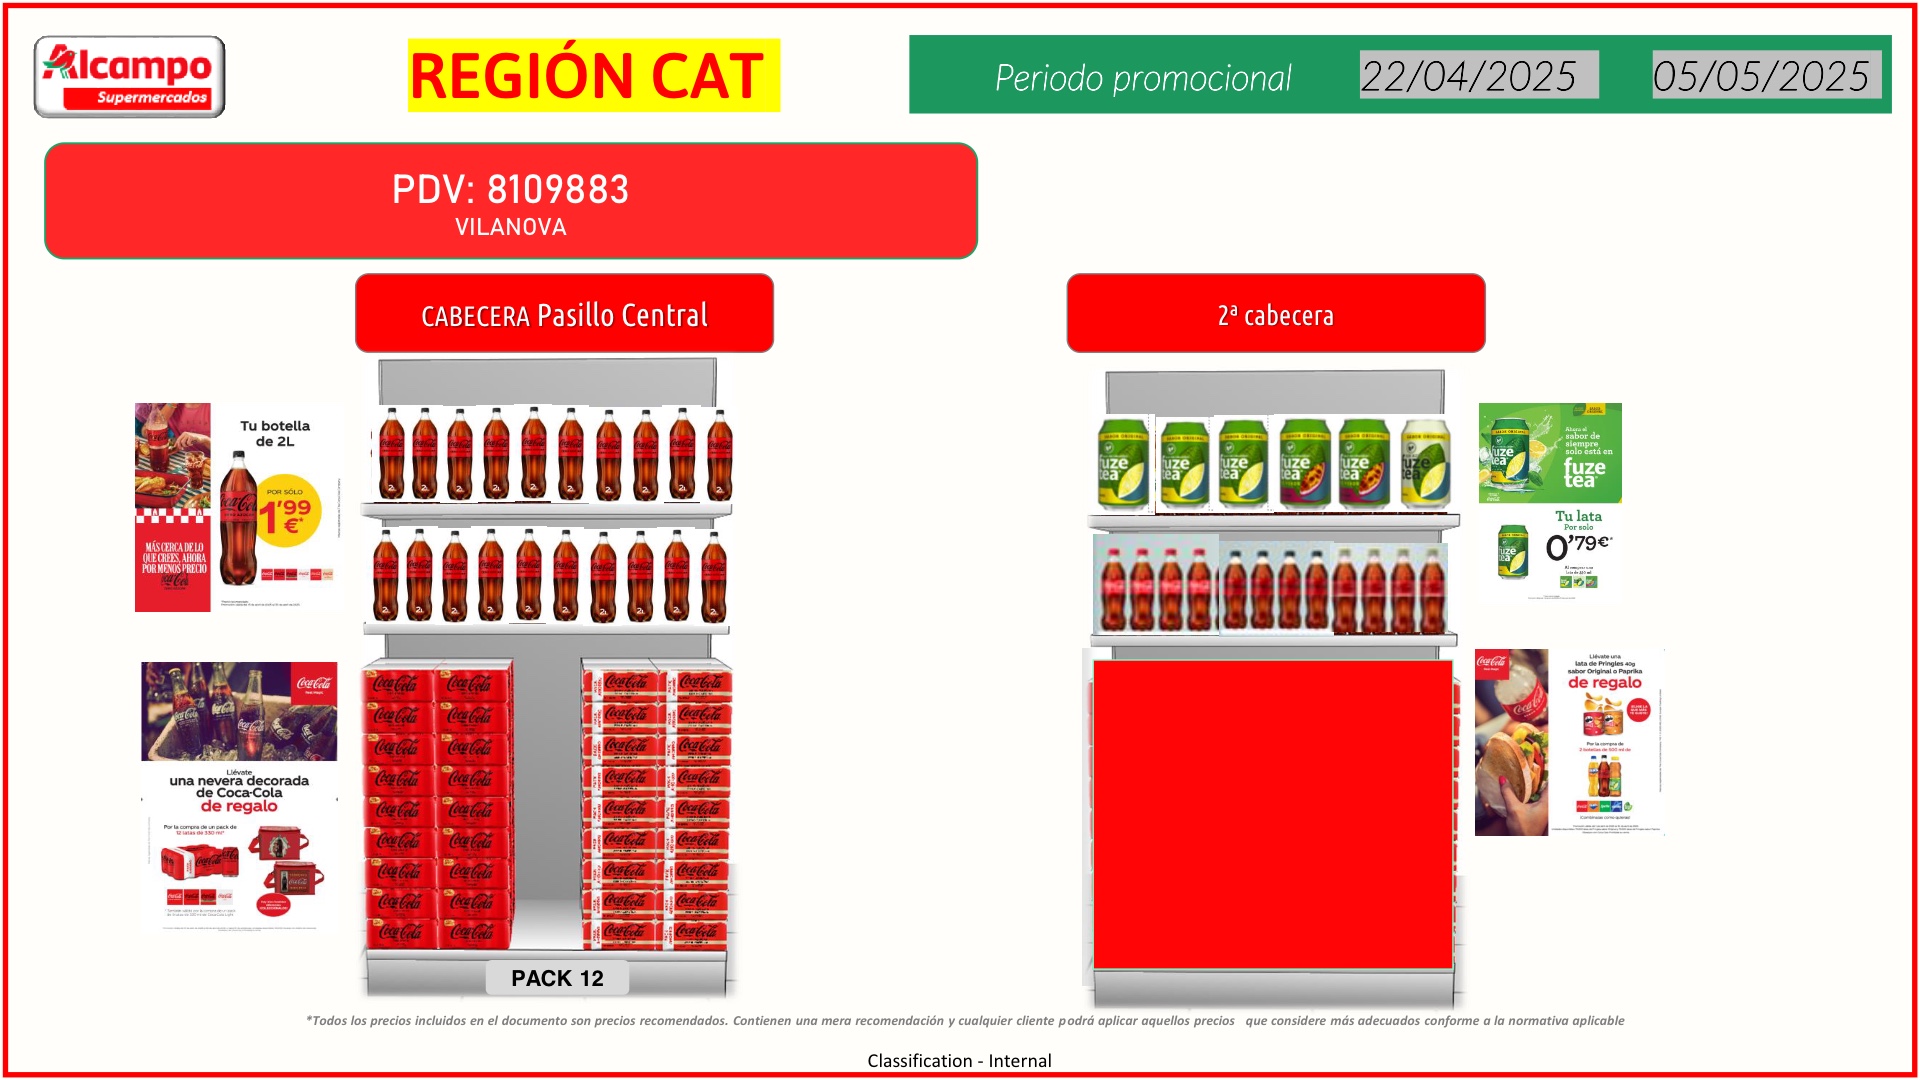 Alcampo
Supermercados
REGIÓN CAT
Periodo promocional 22/04/2025 05/05/2025
PDV: 8109883
VILANOVA
CABECERA Pasillo Central
2ª cabecera
Tu botella
de 2L
POR SÓLO
1'99
€*
MÁS CERCA DE LO
QUE CREES, AHORA
POR MENOS PRECIO
Coca-Cola
Coca-Cola
Llévate
una nevera decorada
de Coca-Cola
de regalo
Por la compra de un pack de
12 latas de 330 ml*
PACK 12
Ahora el
sabor de
siempre
solo está en
fuze
tea
Tu lata
Por solo
0'79€*
Coca-Cola
Llévate una
lata de Pringles 40g
sabor Original o Paprika
de regalo
Por la compra de
2 botellas de 500 ml de
*Todos los precios incluidos en el documento son precios recomendados. Contienen una mera recomendación y cualquier cliente podrá aplicar aquellos precios que considere más adecuados conforme a la normativa aplicable
Classification - Internal